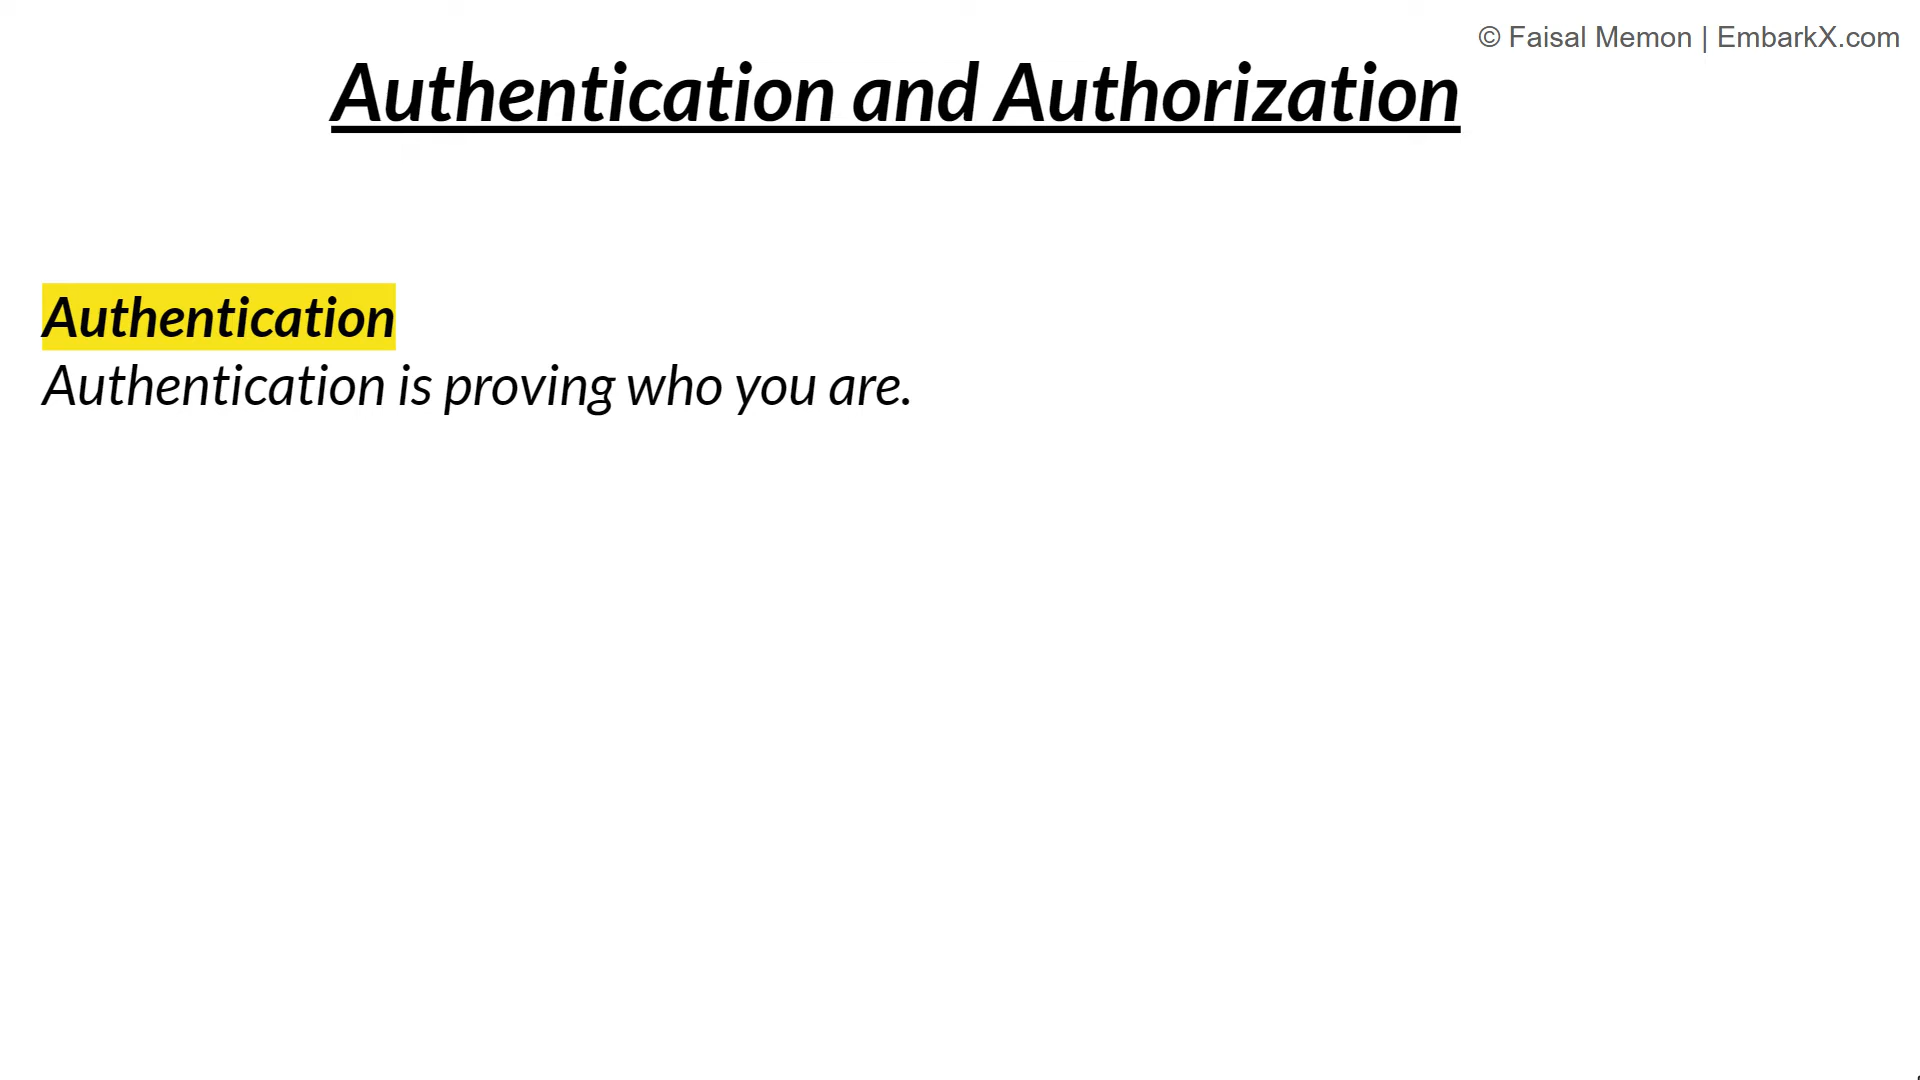 © Faisal Memon | EmbarkX.com
Authentication and Authorization
Authentication
Authentication is proving who you are.